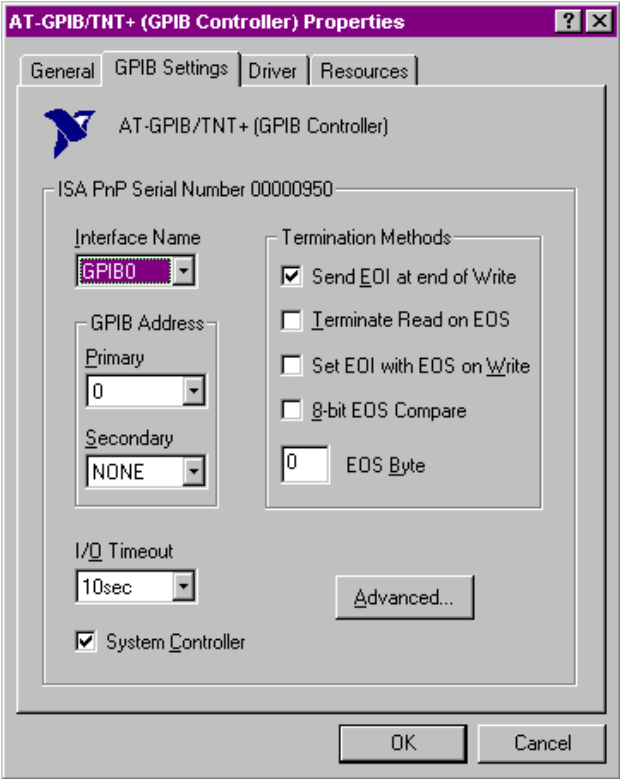 AT-GPIB/TNT+ (GPIB Controller) Properties
General GPIB Settings Driver Resources
AT-GPIB/TNT+ (GPIB Controller)
ISA PnP Serial Number 00000950
Interface Name
GPIB0
GPIB Address
Primary
0
Secondary
NONE
Termination Methods
Send EOI at end of Write
Terminate Read on EOS
Set EOI with EOS on Write
8-bit EOS Compare
0 EOS Byte
I/O Timeout
10sec
System Controller
Advanced...
OK Cancel